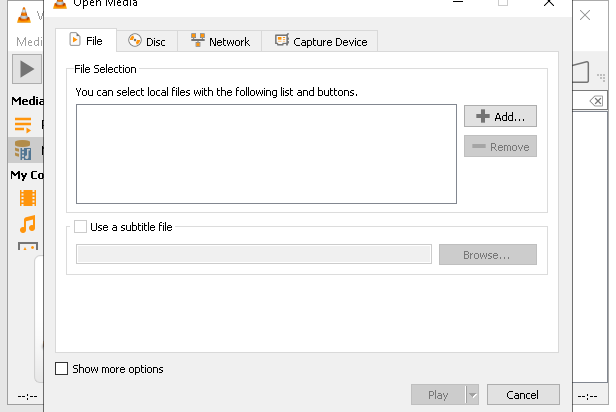 Open Media
Medi
File
Disc
Network
Capture Device
File Selection
You can select local files with the following list and buttons.
Add...
Remove
Media
My Co
Use a subtitle file
Browse...
Show more options
Play
Cancel
--:--
--:--